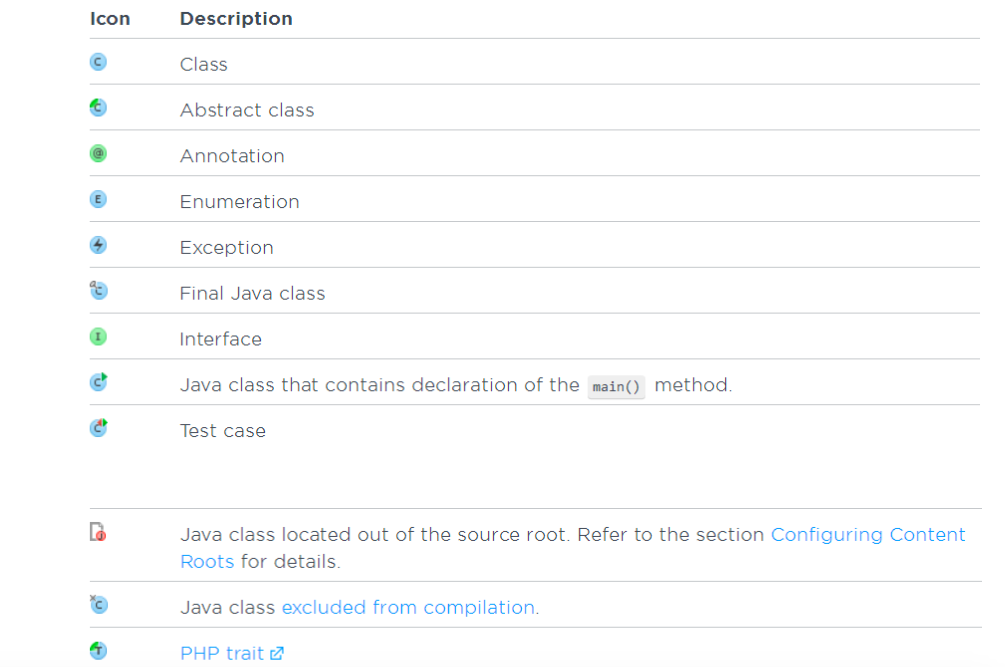 Icon Description
C Class
C Abstract class
@ Annotation
E Enumeration
Exception
C Final Java class
I Interface
C Java class that contains declaration of the main() method.
C Test case
J Java class located out of the source root. Refer to the section Configuring Content
Roots for details.
C Java class excluded from compilation.
T PHP trait